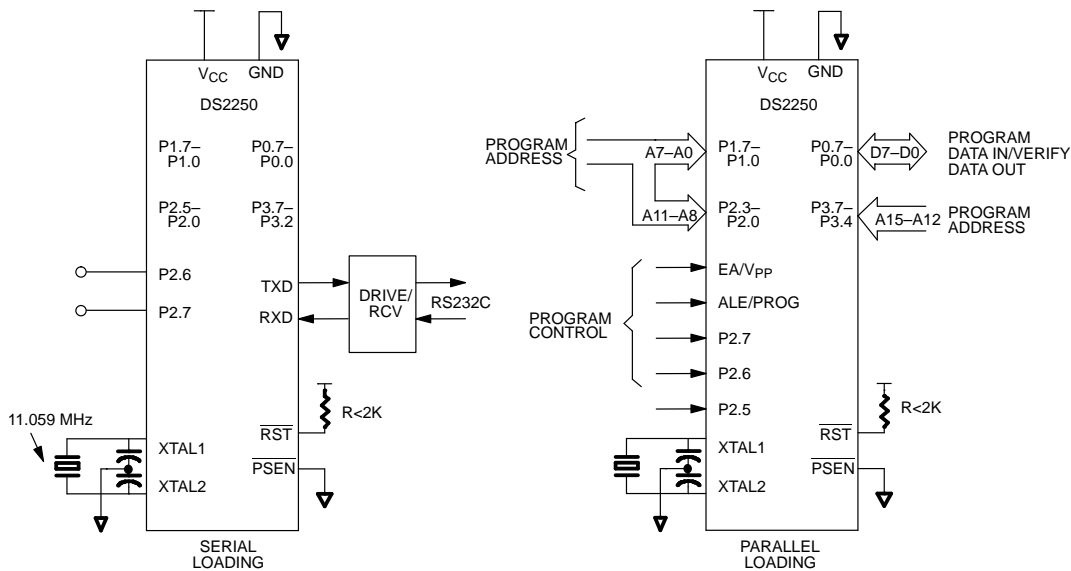 VCC
GND
DS2250
P1.7–
P1.0
P0.7–
P0.0
P2.5–
P2.0
P3.7–
P3.2
P2.6
P2.7
TXD
RXD
DRIVE/
RCV
RS232C
R<2K
11.059 MHz
XTAL1
XTAL2
RST
PSEN
SERIAL
LOADING
VCC
GND
DS2250
PROGRAM
ADDRESS
A7–A0
P1.7–
P1.0
P0.7–
P0.0
D7–D0
PROGRAM
DATA IN/VERIFY
DATA OUT
A11–A8
P2.3–
P2.0
P3.7–
P3.4
A15–A12
PROGRAM
ADDRESS
PROGRAM
CONTROL
EA/VPP
ALE/PROG
P2.7
P2.6
P2.5
R<2K
XTAL1
XTAL2
RST
PSEN
PARALLEL
LOADING